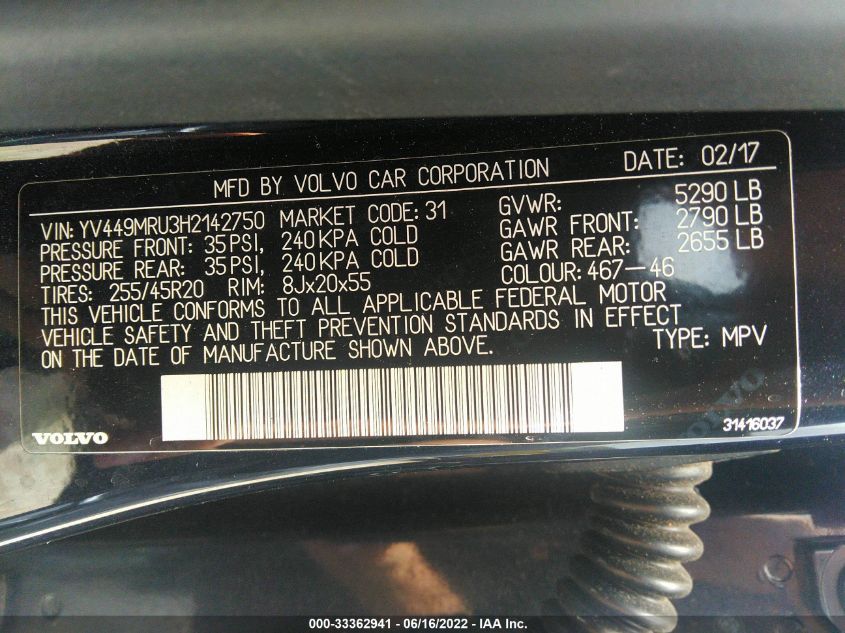 MFD BY VOLVO CAR CORPORATION DATE: 02/17
VIN: YV449MRU3H2142750 MARKET CODE: 31 GVWR: 5290 LB
PRESSURE FRONT: 35 PSI, 240 KPA COLD GAWR FRONT: 2790 LB
PRESSURE REAR: 35 PSI, 240 KPA COLD GAWR REAR: 2655 LB
TIRES: 255/45R20 RIM: 8Jx20x55 COLOUR: 467-46
THIS VEHICLE CONFORMS TO ALL APPLICABLE FEDERAL MOTOR
VEHICLE SAFETY AND THEFT PREVENTION STANDARDS IN EFFECT
ON THE DATE OF MANUFACTURE SHOWN ABOVE. TYPE: MPV
VOLVO
VOLVO 31416037
000-33362941 - 06/16/2022 - IAA Inc.